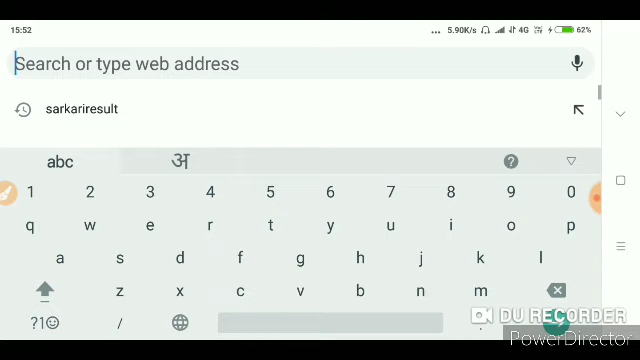 15:52
... 5.90K/s 4G 62%
Search or type web address
sarkariresult
abc अ ?
1 2 3 4 5 6 7 8 9 0
q w e r t y u i o p
a s d f g h j k l
z x c v b n m
?1☺ / .
DU RECORDER
PowerDirector